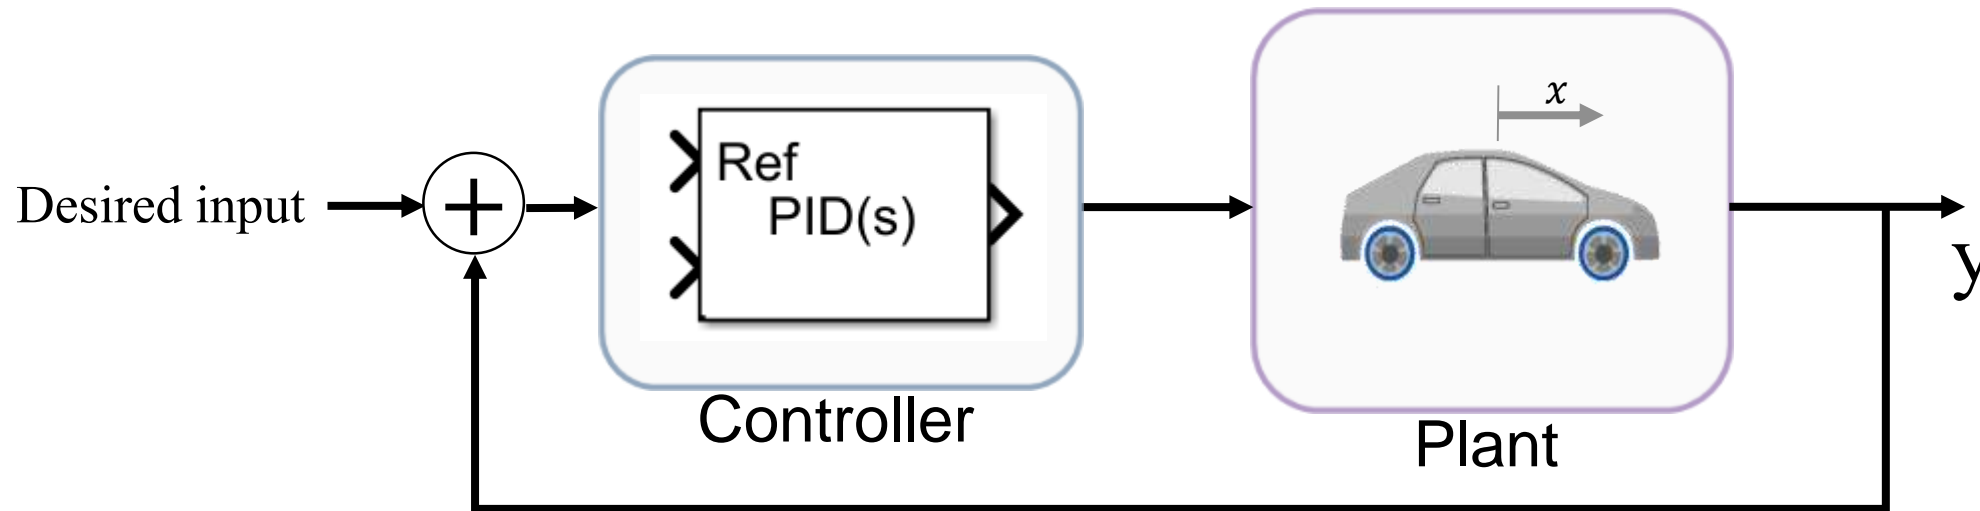 Desired input
+
Ref
PID(s)
Controller
x
Plant
y